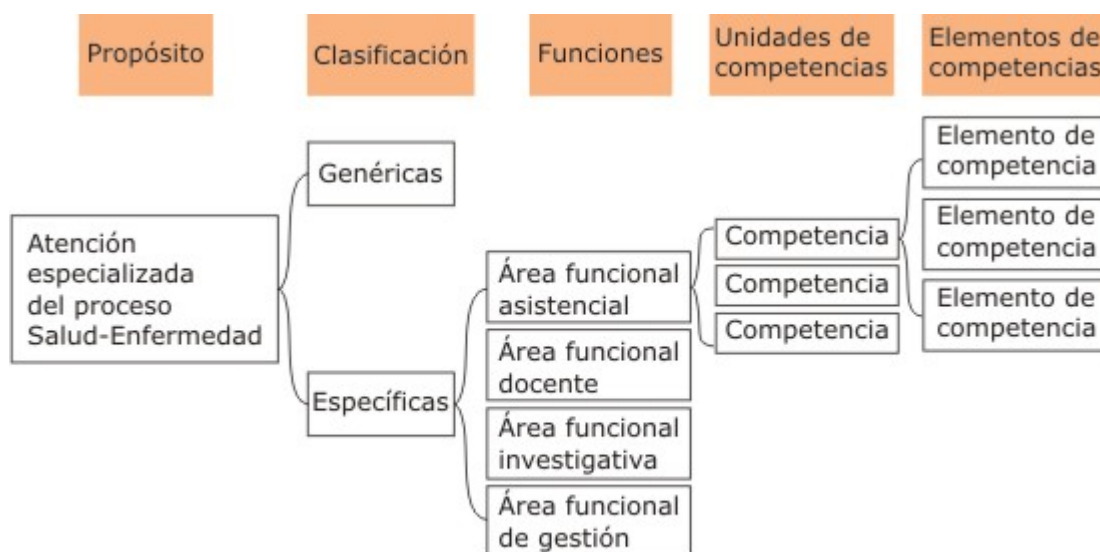 Propósito
Clasificación
Funciones
Unidades de
competencias
Elementos de
competencias
Atención
especializada
del proceso
Salud-Enfermedad
Genéricas
Específicas
Área funcional
asistencial
Área funcional
docente
Área funcional
investigativa
Área funcional
de gestión
Competencia
Competencia
Competencia
Elemento de
competencia
Elemento de
competencia
Elemento de
competencia